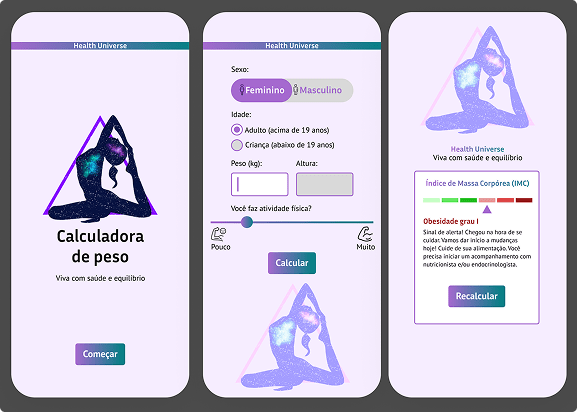 Health Universe
Calculadora
de peso
Viva com saúde e equilíbrio
Começar
Health Universe
Sexo:
Feminino
Masculino
Idade:
Adulto (acima de 19 anos)
Criança (abaixo de 19 anos)
Peso (kg):
Altura:
Você faz atividade física?
Pouco
Muito
Calcular
Health Universe
Viva com saúde e equilíbrio
Índice de Massa Corpórea (IMC)
Obesidade grau I
Sinal de alerta! Chegou na hora de se
cuidar. Vamos dar início a mudanças
hoje! Cuide de sua alimentação. Você
precisa iniciar um acompanhamento com
nutricionista e/ou endocrinologista.
Recalcular